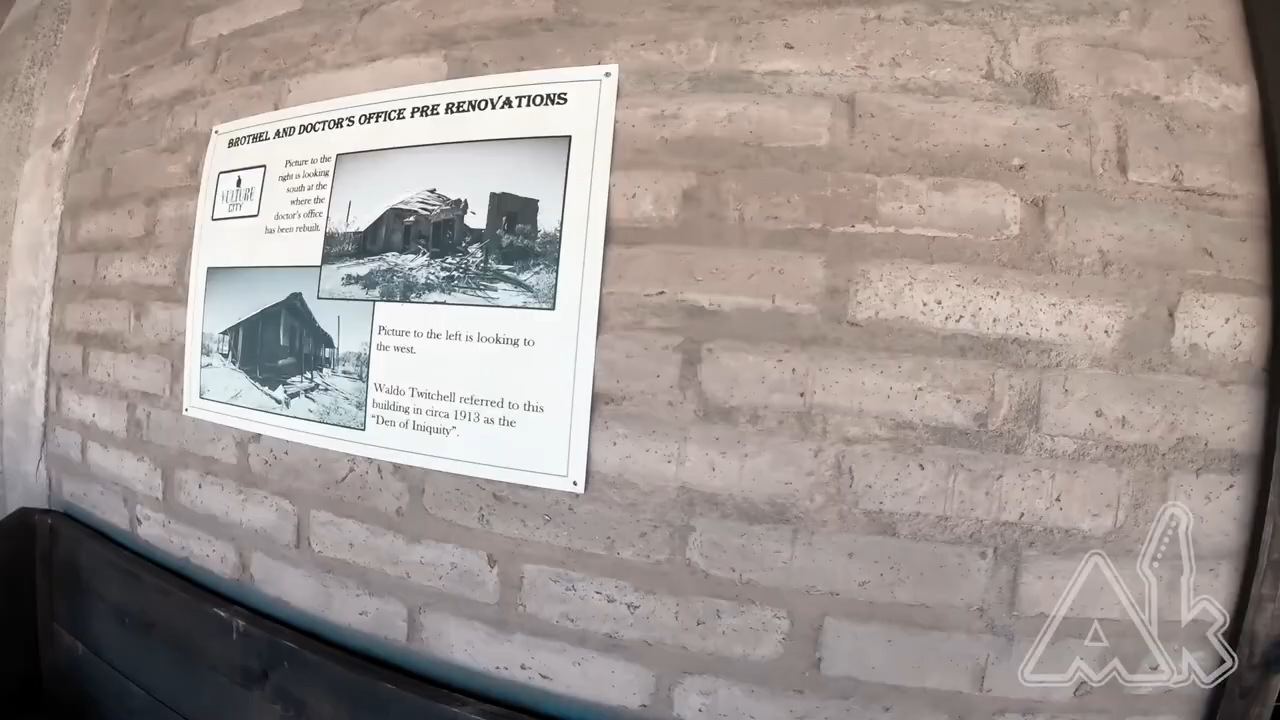 BROTHEL AND DOCTOR'S OFFICE PRE RENOVATIONS
VULTURE
CITY
Picture to the
right is looking
south at the
where the
doctor's office
has been rebuilt.
Picture to the left is looking to
the west.
Waldo Twitchell referred to this
building in circa 1913 as the
"Den of Iniquity".
AK